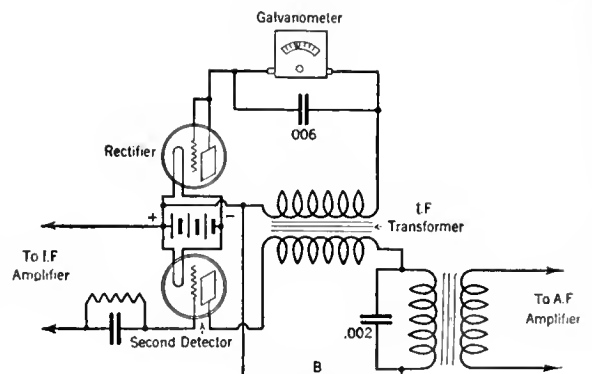 Galvanometer
.006
Rectifier
+
-
I.F
Transformer
To I.F
Amplifier
To A.F
Amplifier
.002
Second Detector
B